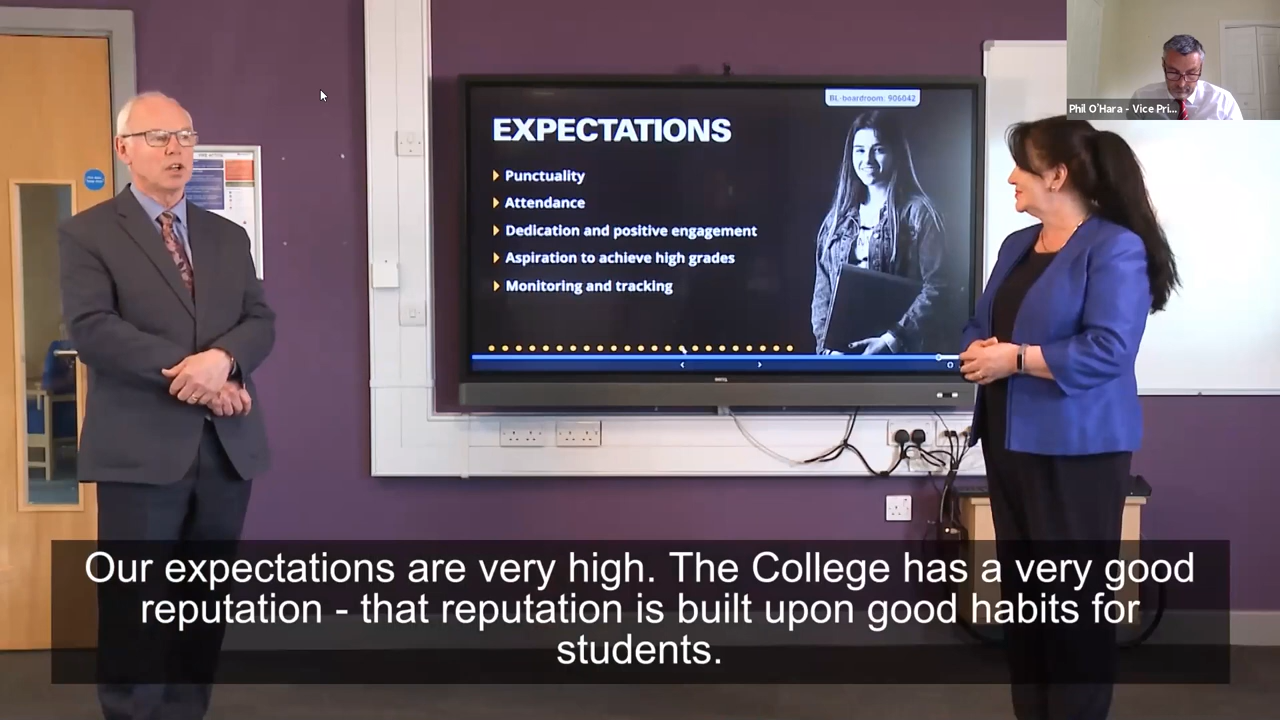 BL-boardroom: 906042
EXPECTATIONS
Punctuality
Attendance
Dedication and positive engagement
Aspiration to achieve high grades
Monitoring and tracking
Phil O'Hara - Vice Pri...
Our expectations are very high. The College has a very good
reputation - that reputation is built upon good habits for
students.